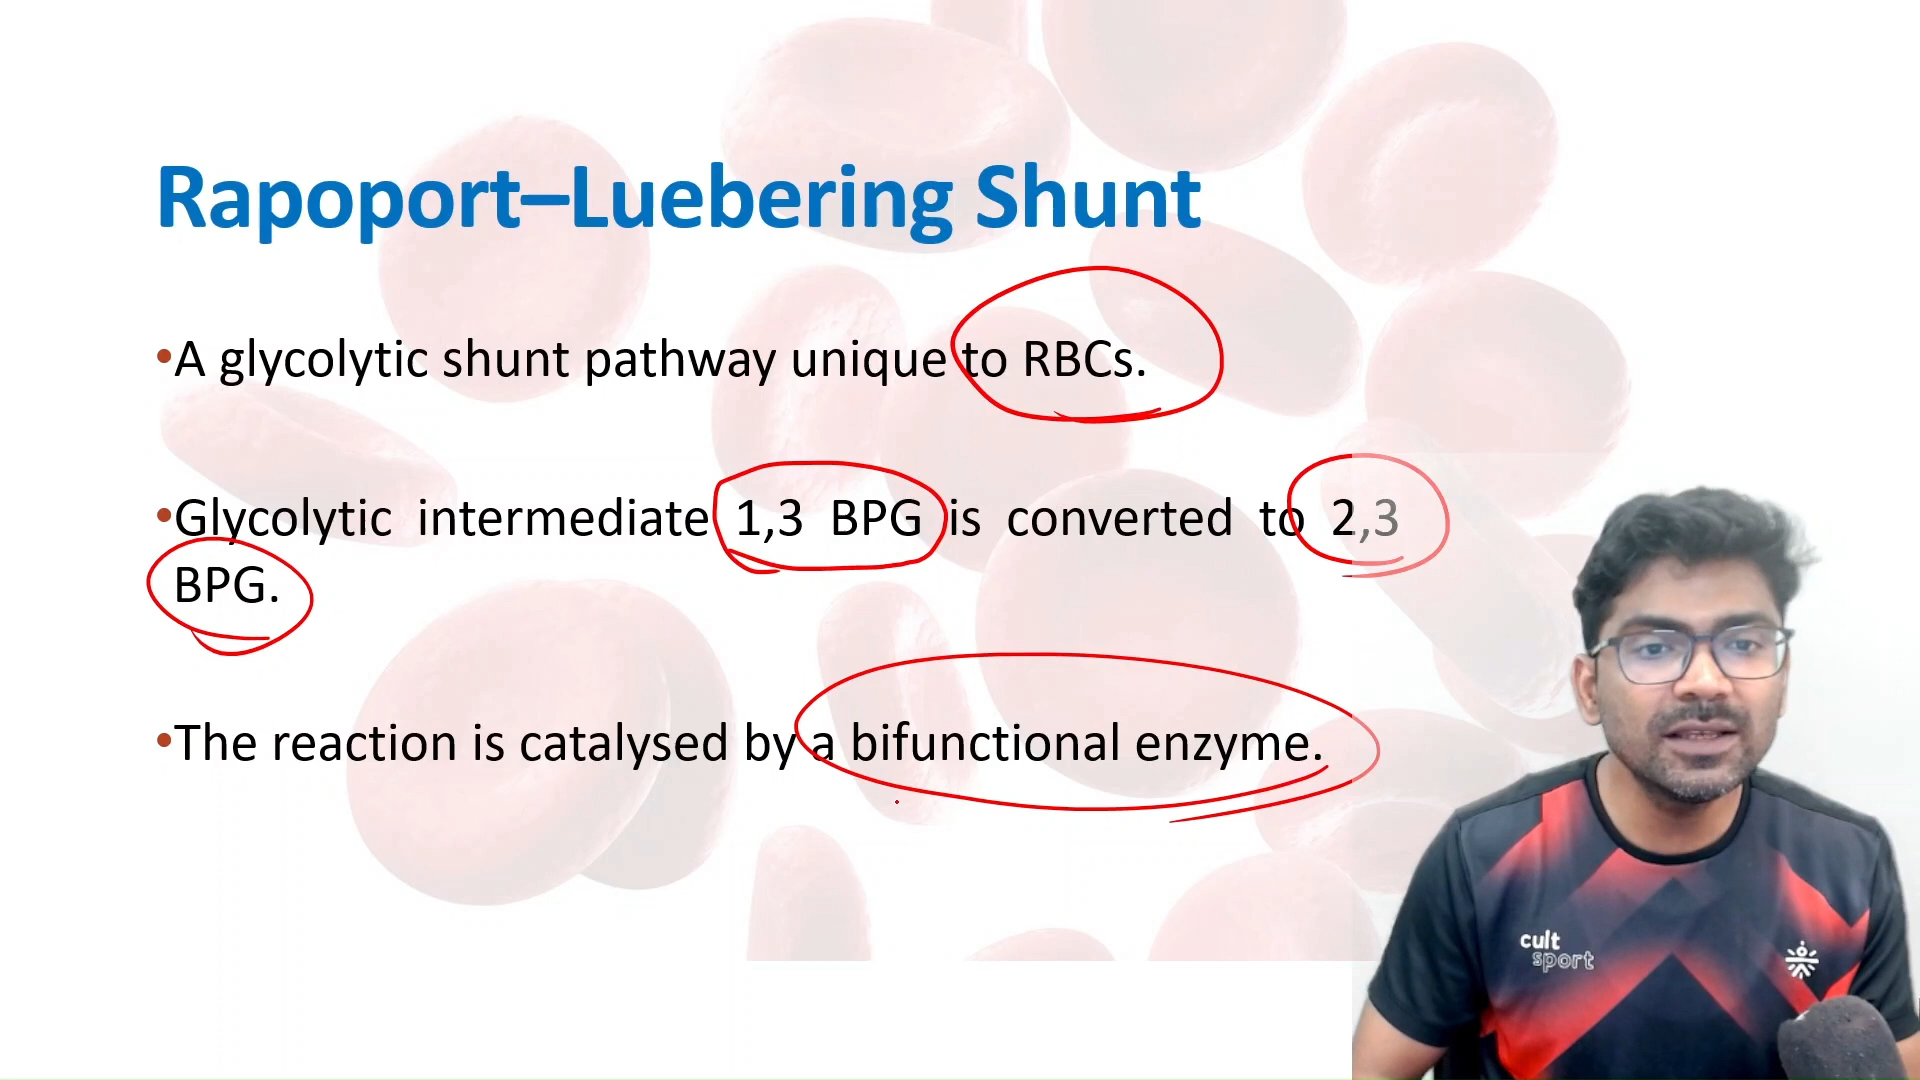 Rapoport–Luebering Shunt
•A glycolytic shunt pathway unique to RBCs.
•Glycolytic intermediate 1,3 BPG is converted to 2,3
BPG.
•The reaction is catalysed by a bifunctional enzyme.
cult
sport